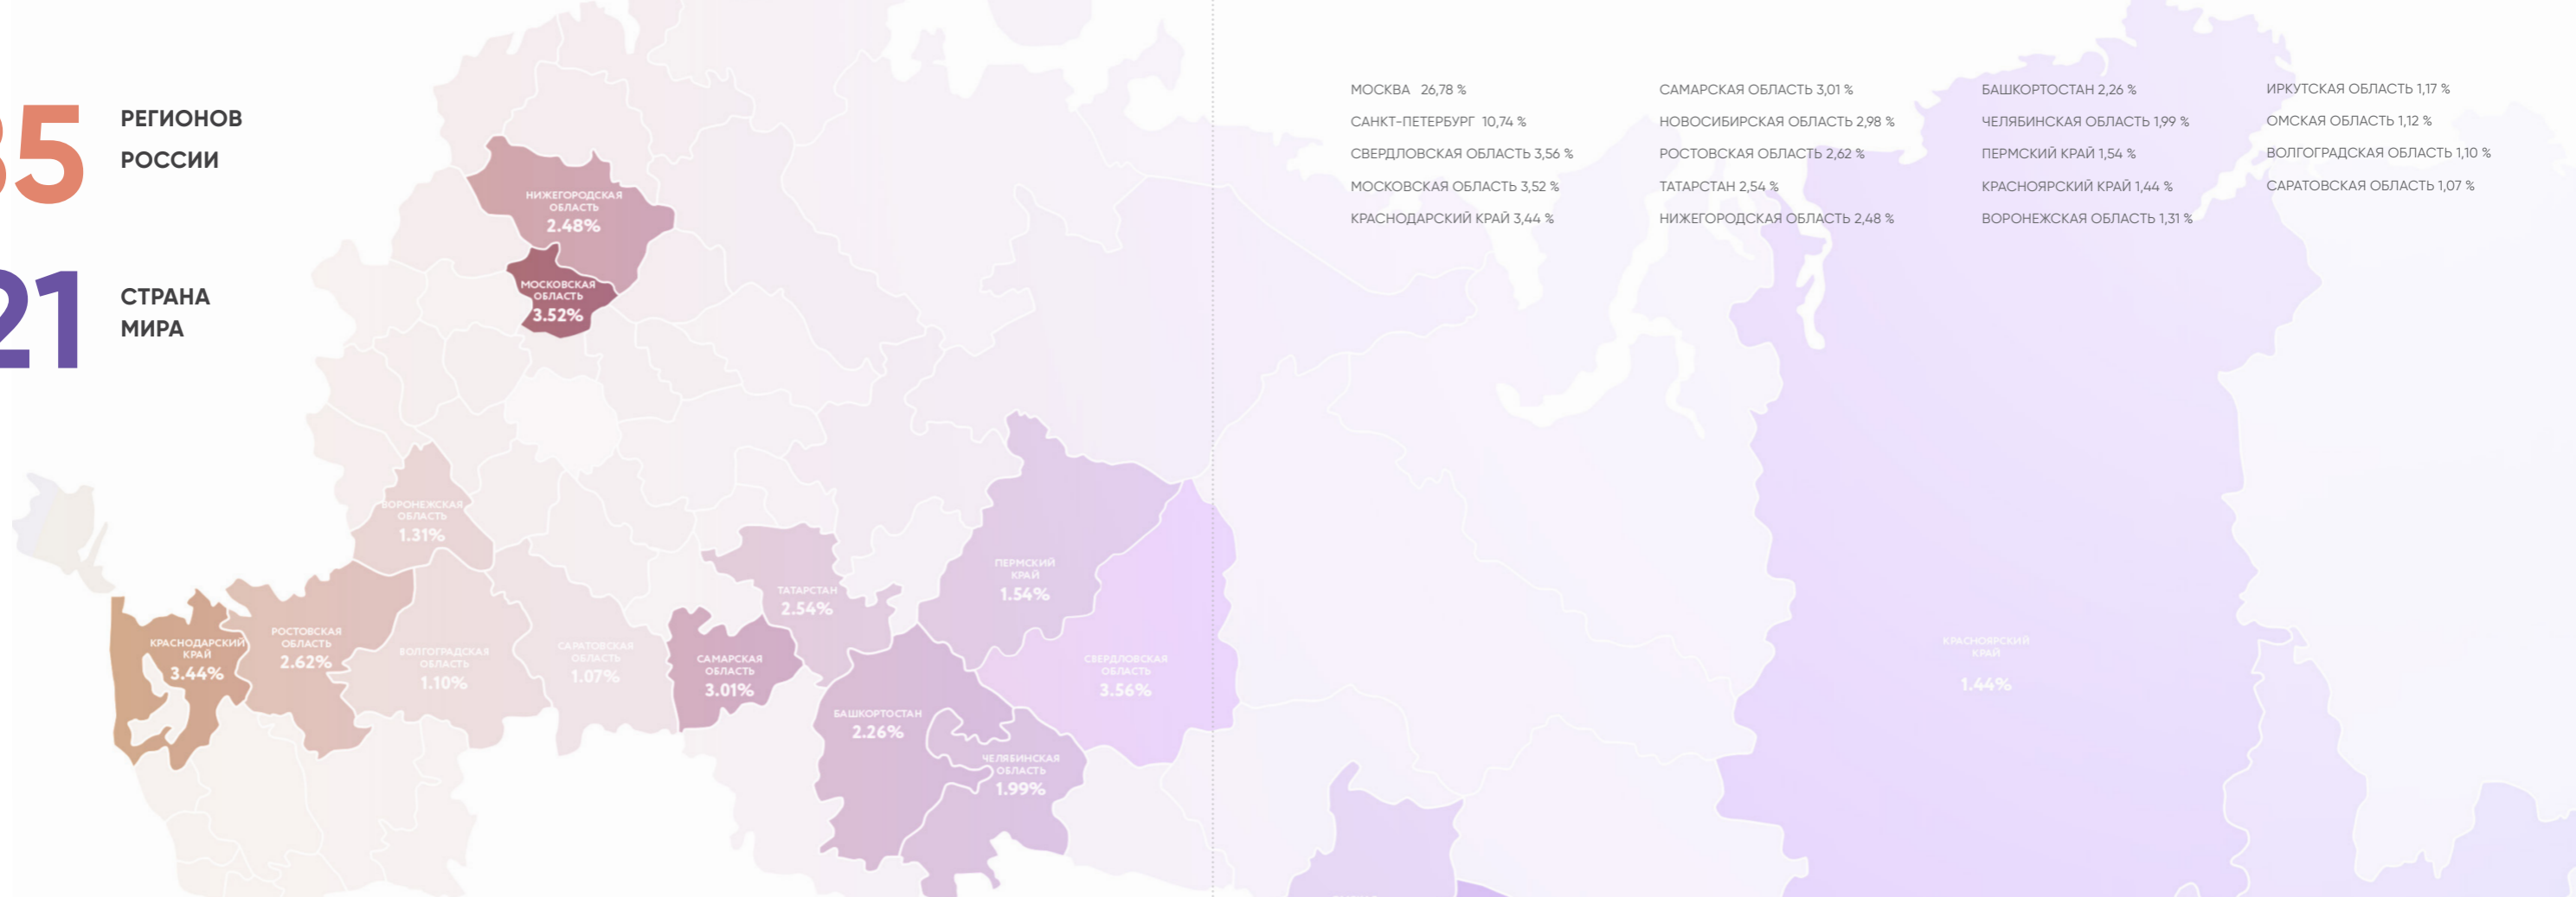 35
РЕГИОНОВ
РОССИИ
21
СТРАНА
МИРА
МОСКВА 26,78 %
САНКТ-ПЕТЕРБУРГ 10,74 %
СВЕРДЛОВСКАЯ ОБЛАСТЬ 3,56 %
МОСКОВСКАЯ ОБЛАСТЬ 3,52 %
КРАСНОДАРСКИЙ КРАЙ 3,44 %
САМАРСКАЯ ОБЛАСТЬ 3,01 %
НОВОСИБИРСКАЯ ОБЛАСТЬ 2,98 %
РОСТОВСКАЯ ОБЛАСТЬ 2,62 %
ТАТАРСТАН 2,54 %
НИЖЕГОРОДСКАЯ ОБЛАСТЬ 2,48 %
БАШКОРТОСТАН 2,26 %
ЧЕЛЯБИНСКАЯ ОБЛАСТЬ 1,99 %
ПЕРМСКИЙ КРАЙ 1,54 %
КРАСНОЯРСКИЙ КРАЙ 1,44 %
ВОРОНЕЖСКАЯ ОБЛАСТЬ 1,31 %
ИРКУТСКАЯ ОБЛАСТЬ 1,17 %
ОМСКАЯ ОБЛАСТЬ 1,12 %
ВОЛГОГРАДСКАЯ ОБЛАСТЬ 1,10 %
САРАТОВСКАЯ ОБЛАСТЬ 1,07 %
НИЖЕГОРОДСКАЯ
ОБЛАСТЬ
2.48%
МОСКОВСКАЯ
ОБЛАСТЬ
3.52%
ВОРОНЕЖСКАЯ
ОБЛАСТЬ
1.31%
КРАСНОДАРСКИЙ
КРАЙ
3.44%
РОСТОВСКАЯ
ОБЛАСТЬ
2.62%
ВОЛГОГРАДСКАЯ
ОБЛАСТЬ
1.10%
САРАТОВСКАЯ
ОБЛАСТЬ
1.07%
САМАРСКАЯ
ОБЛАСТЬ
3.01%
ТАТАРСТАН
2.54%
БАШКОРТОСТАН
2.26%
ЧЕЛЯБИНСКАЯ
ОБЛАСТЬ
1.99%
ПЕРМСКИЙ
КРАЙ
1.54%
СВЕРДЛОВСКАЯ
ОБЛАСТЬ
3.56%
КРАСНОЯРСКИЙ
КРАЙ
1.44%